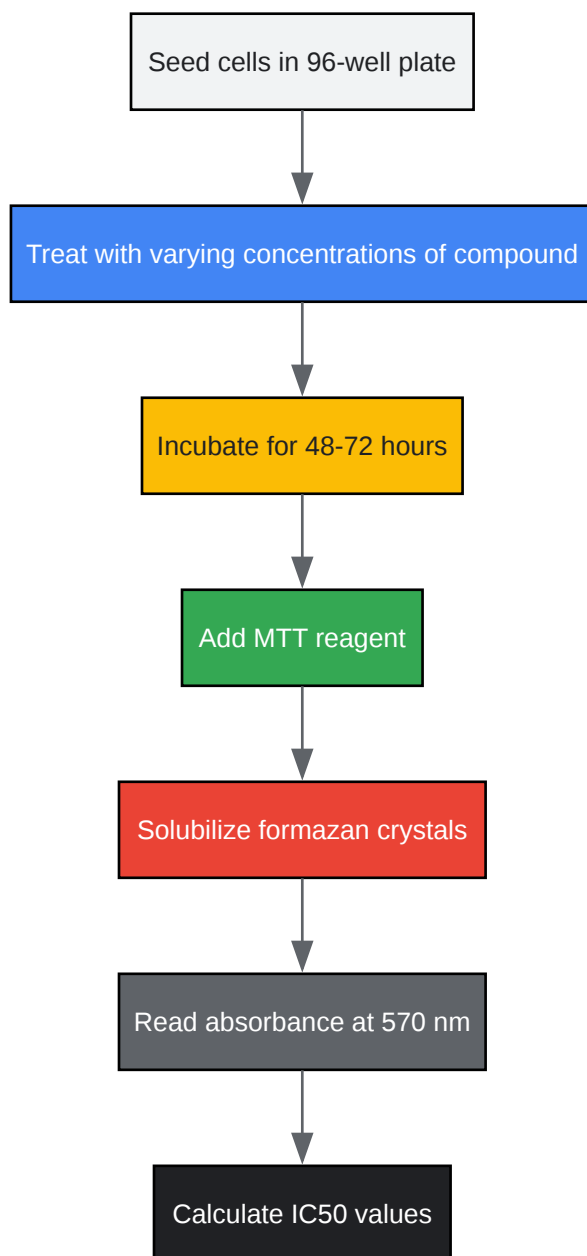 Seed cells in 96-well plate
Treat with varying concentrations of compound
Incubate for 48-72 hours
Add MTT reagent
Solubilize formazan crystals
Read absorbance at 570 nm
Calculate IC50 values